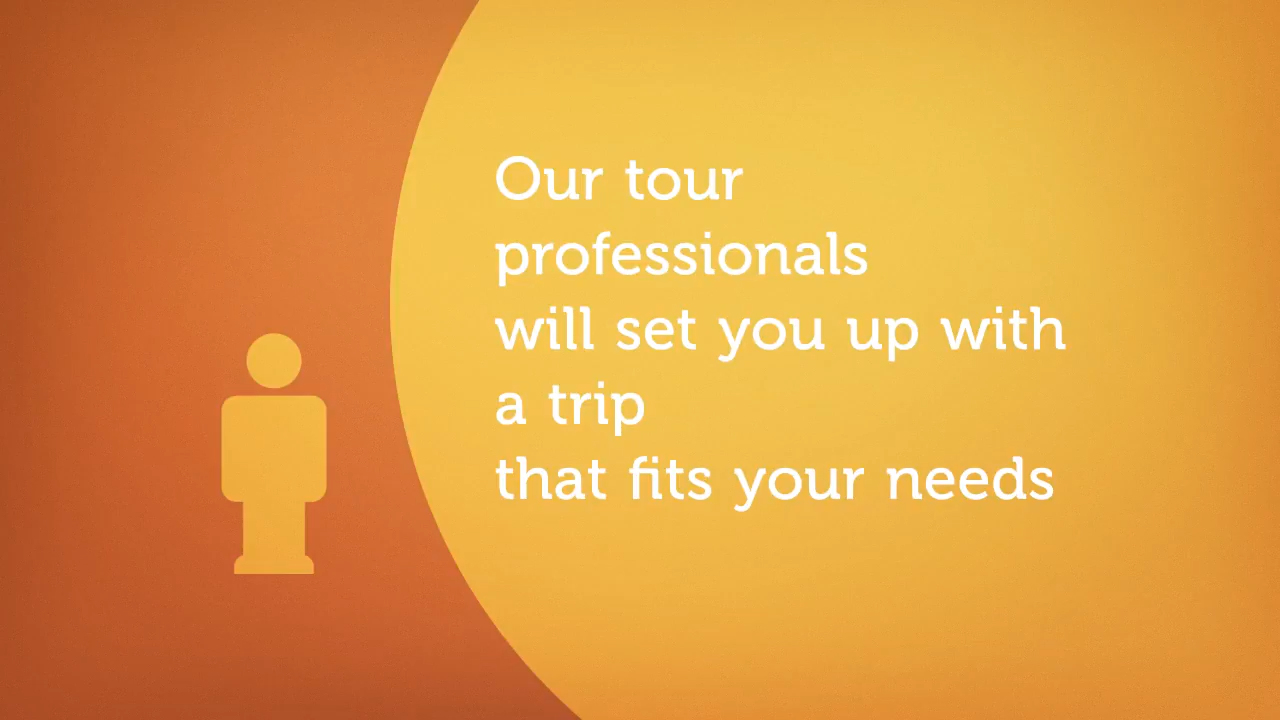 Our tour
professionals
will set you up with
a trip
that fits your needs